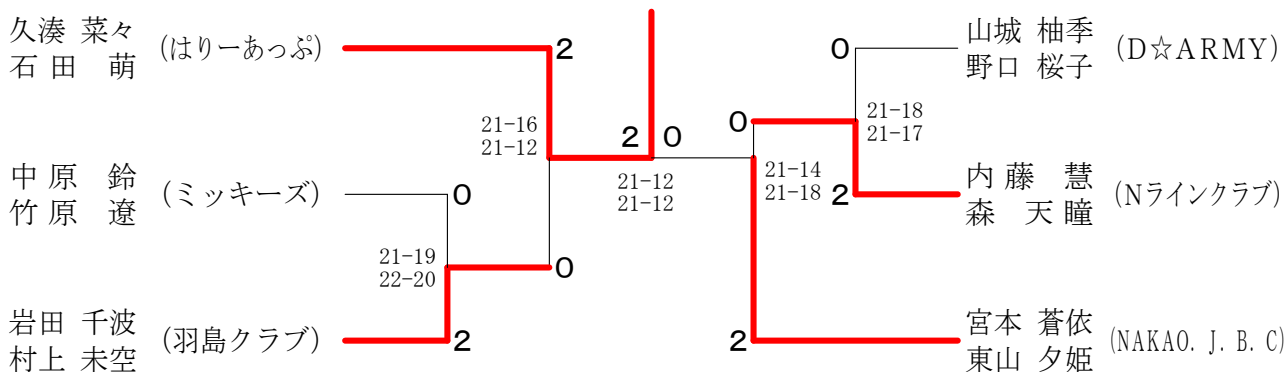 久湊 菜々
石田 萌
(はりーあっぷ)
2
21-16
21-12
中原 鈴
竹原 遼
(ミッキーズ)
0
21-19
22-20
0
岩田 千波
村上 未空
(羽島クラブ)
2
2 0
21-12
21-12
0
山城 柚季
野口 桜子
(D☆ARMY)
21-18
21-17
0
21-14
21-18
2
内藤 慧
森 天瞳
(Nラインクラブ)
2
宮本 蒼依
東山 夕姫
(NAKAO. J. B. C)